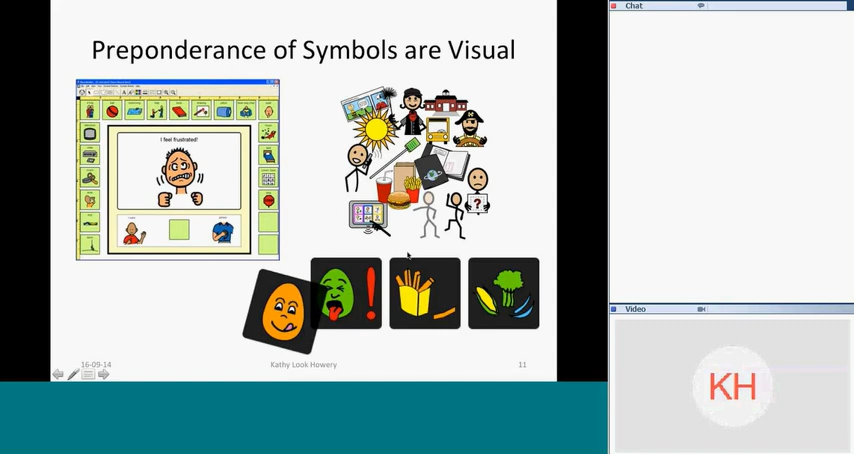 Preponderance of Symbols are Visual
I feel frustrated!
?
16-09-14
Kathy Look Howery
11
Chat
Video
KH